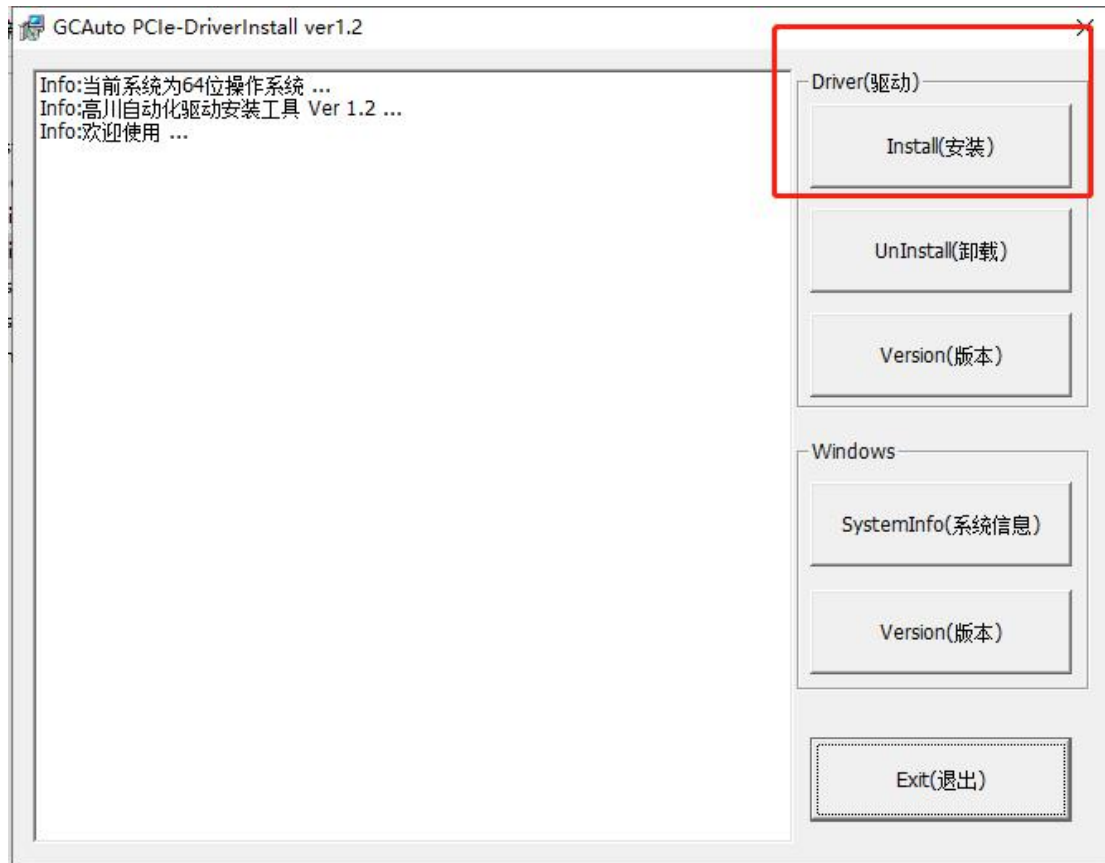 GCAuto PCIe-DriverInstall ver1.2
Info:当前系统为64位操作系统 ...
Info:高川自动化驱动安装工具 Ver 1.2 ...
Info:欢迎使用 ...
Driver(驱动)
Install(安装)
UnInstall(卸载)
Version(版本)
Windows
SystemInfo(系统信息)
Version(版本)
Exit(退出)